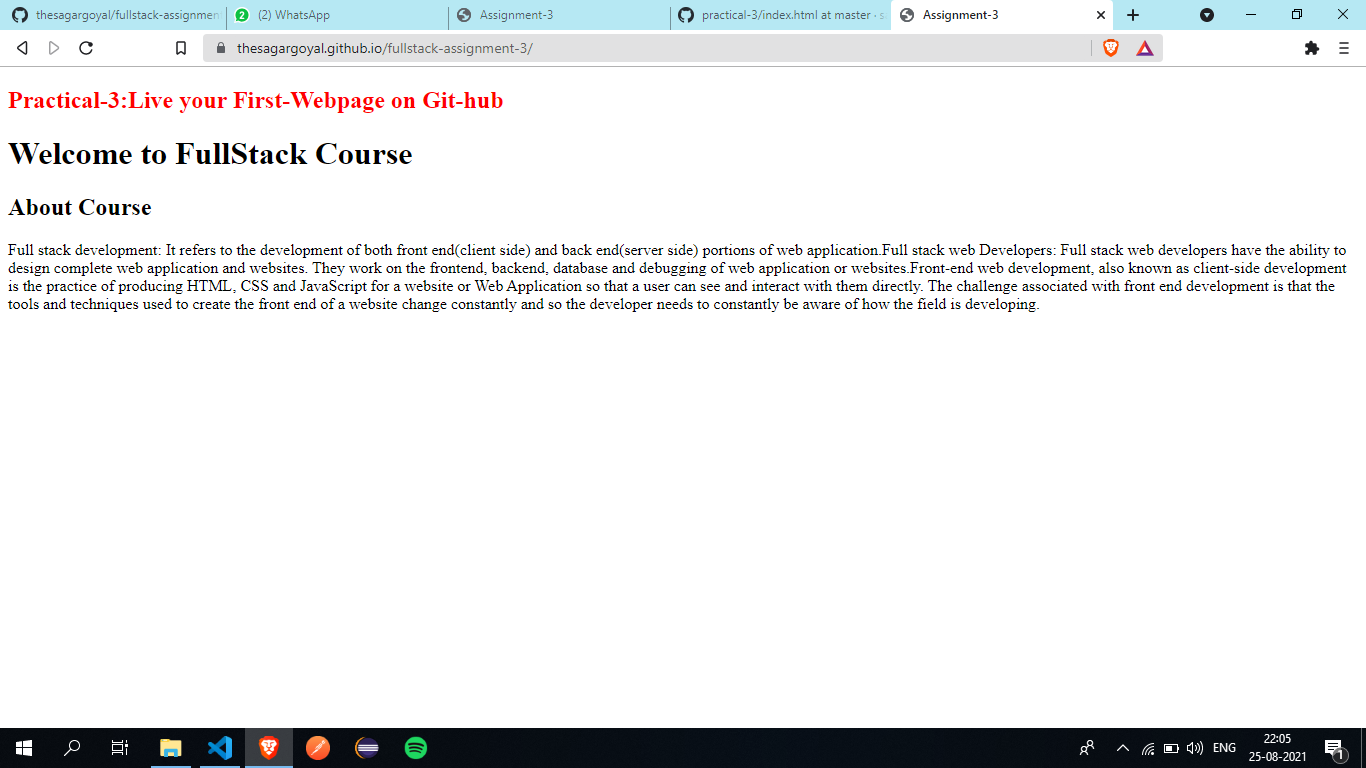 thesagargoyal/fullstack-assignment
2
(2) WhatsApp
Assignment-3
practical-3/index.html at master - s
Assignment-3
thesagargoyal.github.io/fullstack-assignment-3/
Practical-3:Live your First-Webpage on Git-hub
Welcome to FullStack Course
About Course
Full stack development: It refers to the development of both front end(client side) and back end(server side) portions of web application.Full stack web Developers: Full stack web developers have the ability to
design complete web application and websites. They work on the frontend, backend, database and debugging of web application or websites.Front-end web development, also known as client-side development
is the practice of producing HTML, CSS and JavaScript for a website or Web Application so that a user can see and interact with them directly. The challenge associated with front end development is that the
tools and techniques used to create the front end of a website change constantly and so the developer needs to constantly be aware of how the field is developing.
ENG
22:05
25-08-2021
1